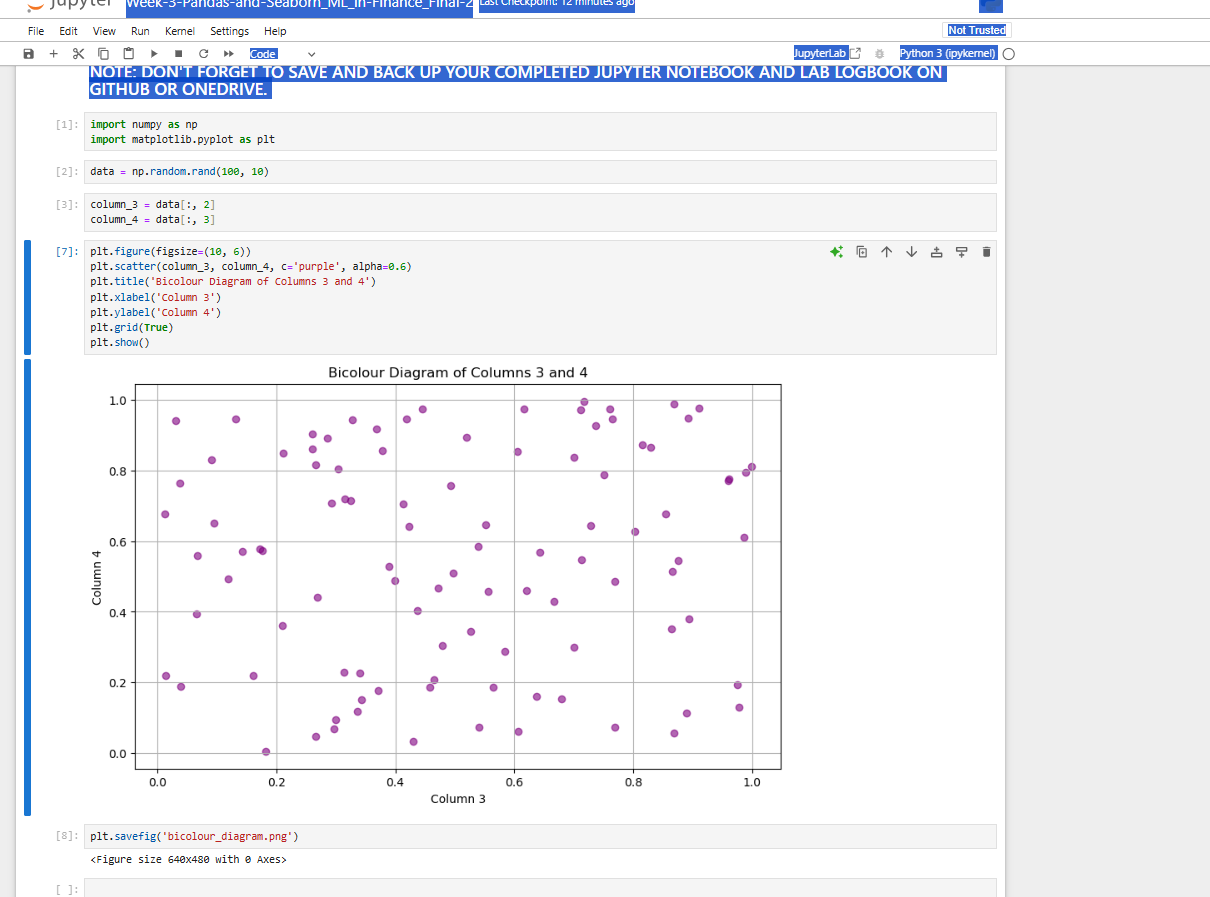 Jupyter Week-3-Pandas-and-Seaborn_ML_in-Finance_Final-2 Last Checkpoint: 12 minutes ago
File Edit View Run Kernel Settings Help Not Trusted
Code JupyterLab Python 3 (ipykernel)
NOTE: DON'T FORGET TO SAVE AND BACK UP YOUR COMPLETED JUPYTER NOTEBOOK AND LAB LOGBOOK ON
GITHUB OR ONEDRIVE.
[1]: import numpy as np
import matplotlib.pyplot as plt
[2]: data = np.random.rand(100, 10)
[3]: column_3 = data[:, 2]
column_4 = data[:, 3]
[7]: plt.figure(figsize=(10, 6))
plt.scatter(column_3, column_4, c='purple', alpha=0.6)
plt.title('Bicolour Diagram of Columns 3 and 4')
plt.xlabel('Column 3')
plt.ylabel('Column 4')
plt.grid(True)
plt.show()
Bicolour Diagram of Columns 3 and 4
1.0
0.8
0.6
0.4
0.2
0.0
Column 4
0.0 0.2 0.4 0.6 0.8 1.0
Column 3
[8]: plt.savefig('bicolour_diagram.png')
<Figure size 640x480 with 0 Axes>
[ ]: